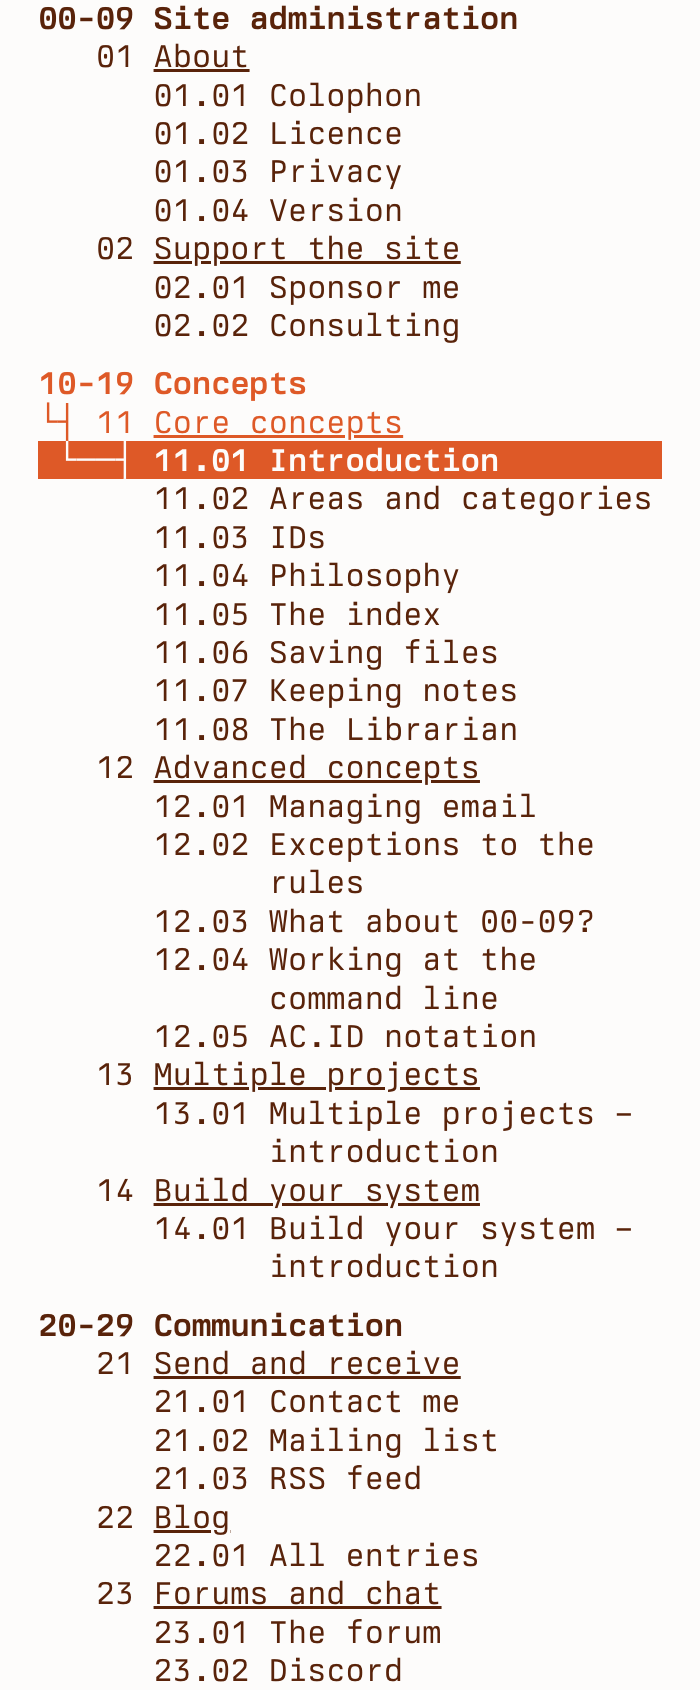 00-09 Site administration
01 About
01.01 Colophon
01.02 Licence
01.03 Privacy
01.04 Version
02 Support the site
02.01 Sponsor me
02.02 Consulting
10-19 Concepts
11 Core concepts
11.01 Introduction
11.02 Areas and categories
11.03 IDs
11.04 Philosophy
11.05 The index
11.06 Saving files
11.07 Keeping notes
11.08 The Librarian
12 Advanced concepts
12.01 Managing email
12.02 Exceptions to the
rules
12.03 What about 00-09?
12.04 Working at the
command line
12.05 AC.ID notation
13 Multiple projects
13.01 Multiple projects –
introduction
14 Build your system
14.01 Build your system –
introduction
20-29 Communication
21 Send and receive
21.01 Contact me
21.02 Mailing list
21.03 RSS feed
22 Blog
22.01 All entries
23 Forums and chat
23.01 The forum
23.02 Discord